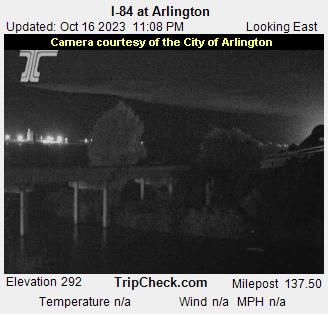 I-84 at Arlington
Updated: Oct 16 2023 11:08 PM Looking East
Camera courtesy of the City of Arlington
Elevation 292 TripCheck.com Milepost 137.50
Temperature n/a Wind n/a MPH n/a